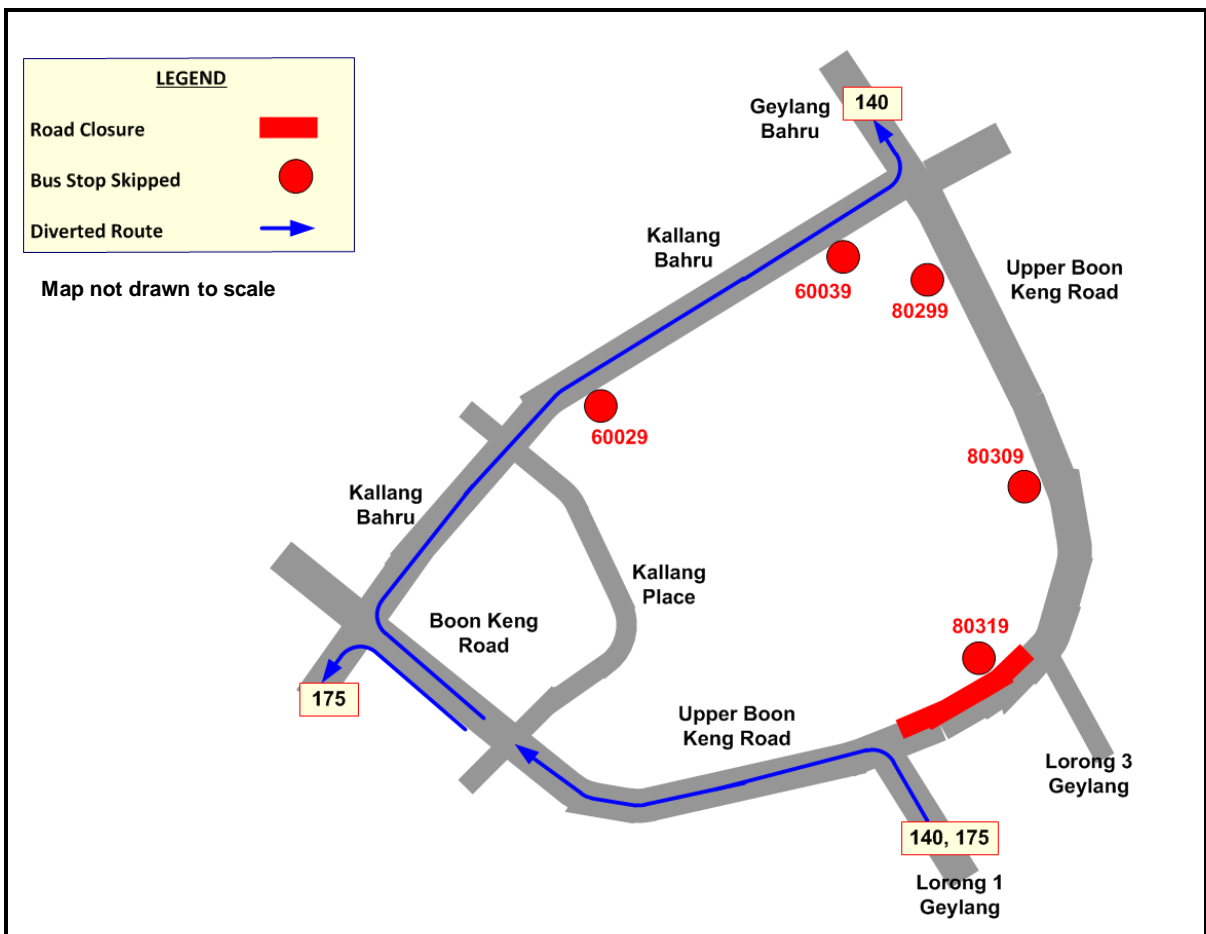 LEGEND
Road Closure
Bus Stop Skipped
Diverted Route
Map not drawn to scale
140
Geylang
Bahru
Kallang
Bahru
Upper Boon
Keng Road
60039
80299
60029
80309
Kallang
Bahru
Kallang
Place
Boon Keng
Road
80319
175
Upper Boon
Keng Road
Lorong 3
Geylang
140, 175
Lorong 1
Geylang